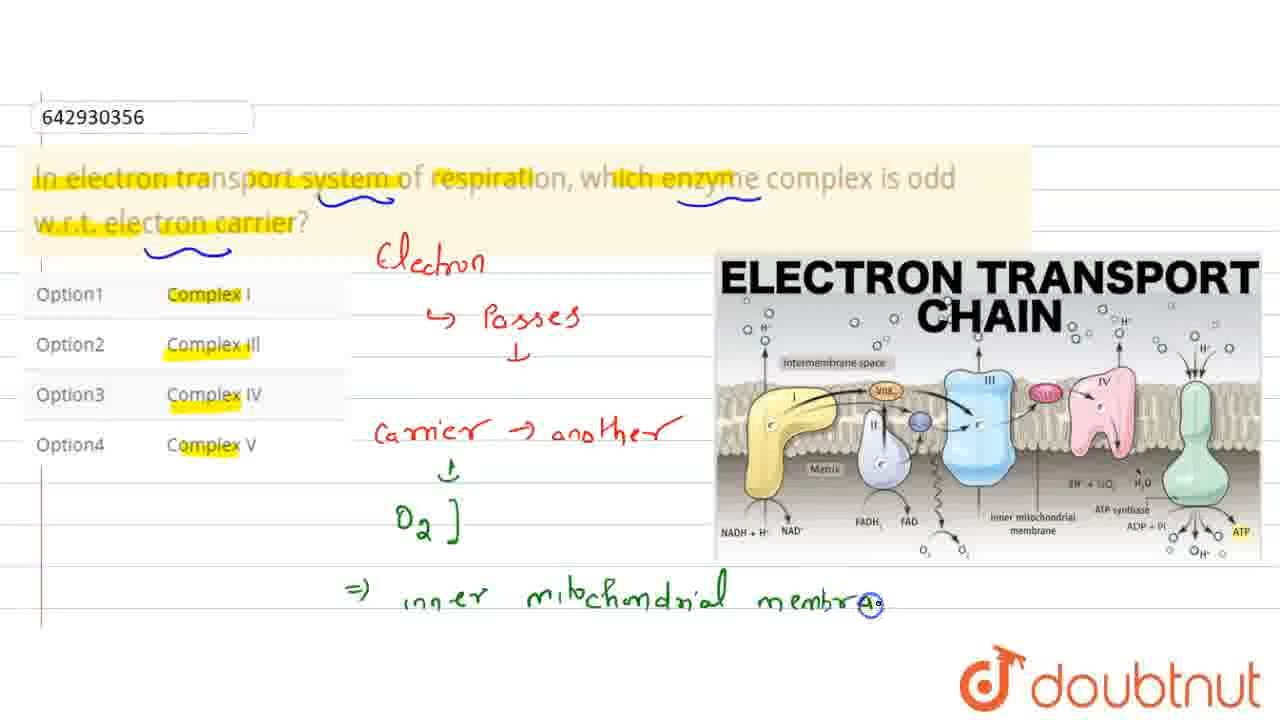 642930356
In electron transport system of respiration, which enzyme complex is odd
w.r.t. electron carrier?
Option1 Complex I
Option2 Complex III
Option3 Complex IV
Option4 Complex V
Electron
↳ Passes
↓
Carrier → another
↓
O2 ]
⇒ inner mitochondrial membra
ELECTRON TRANSPORT
CHAIN
H+
H+
H+
Intermembrane space
I
II
III
IV
e-
e-
e-
e-
Matrix
NADH + H+ NAD+
FADH2 FAD
inner mitochondrial
membrane
H2O
ATP synthase
ADP + Pi
ATP
H+
doubtnut